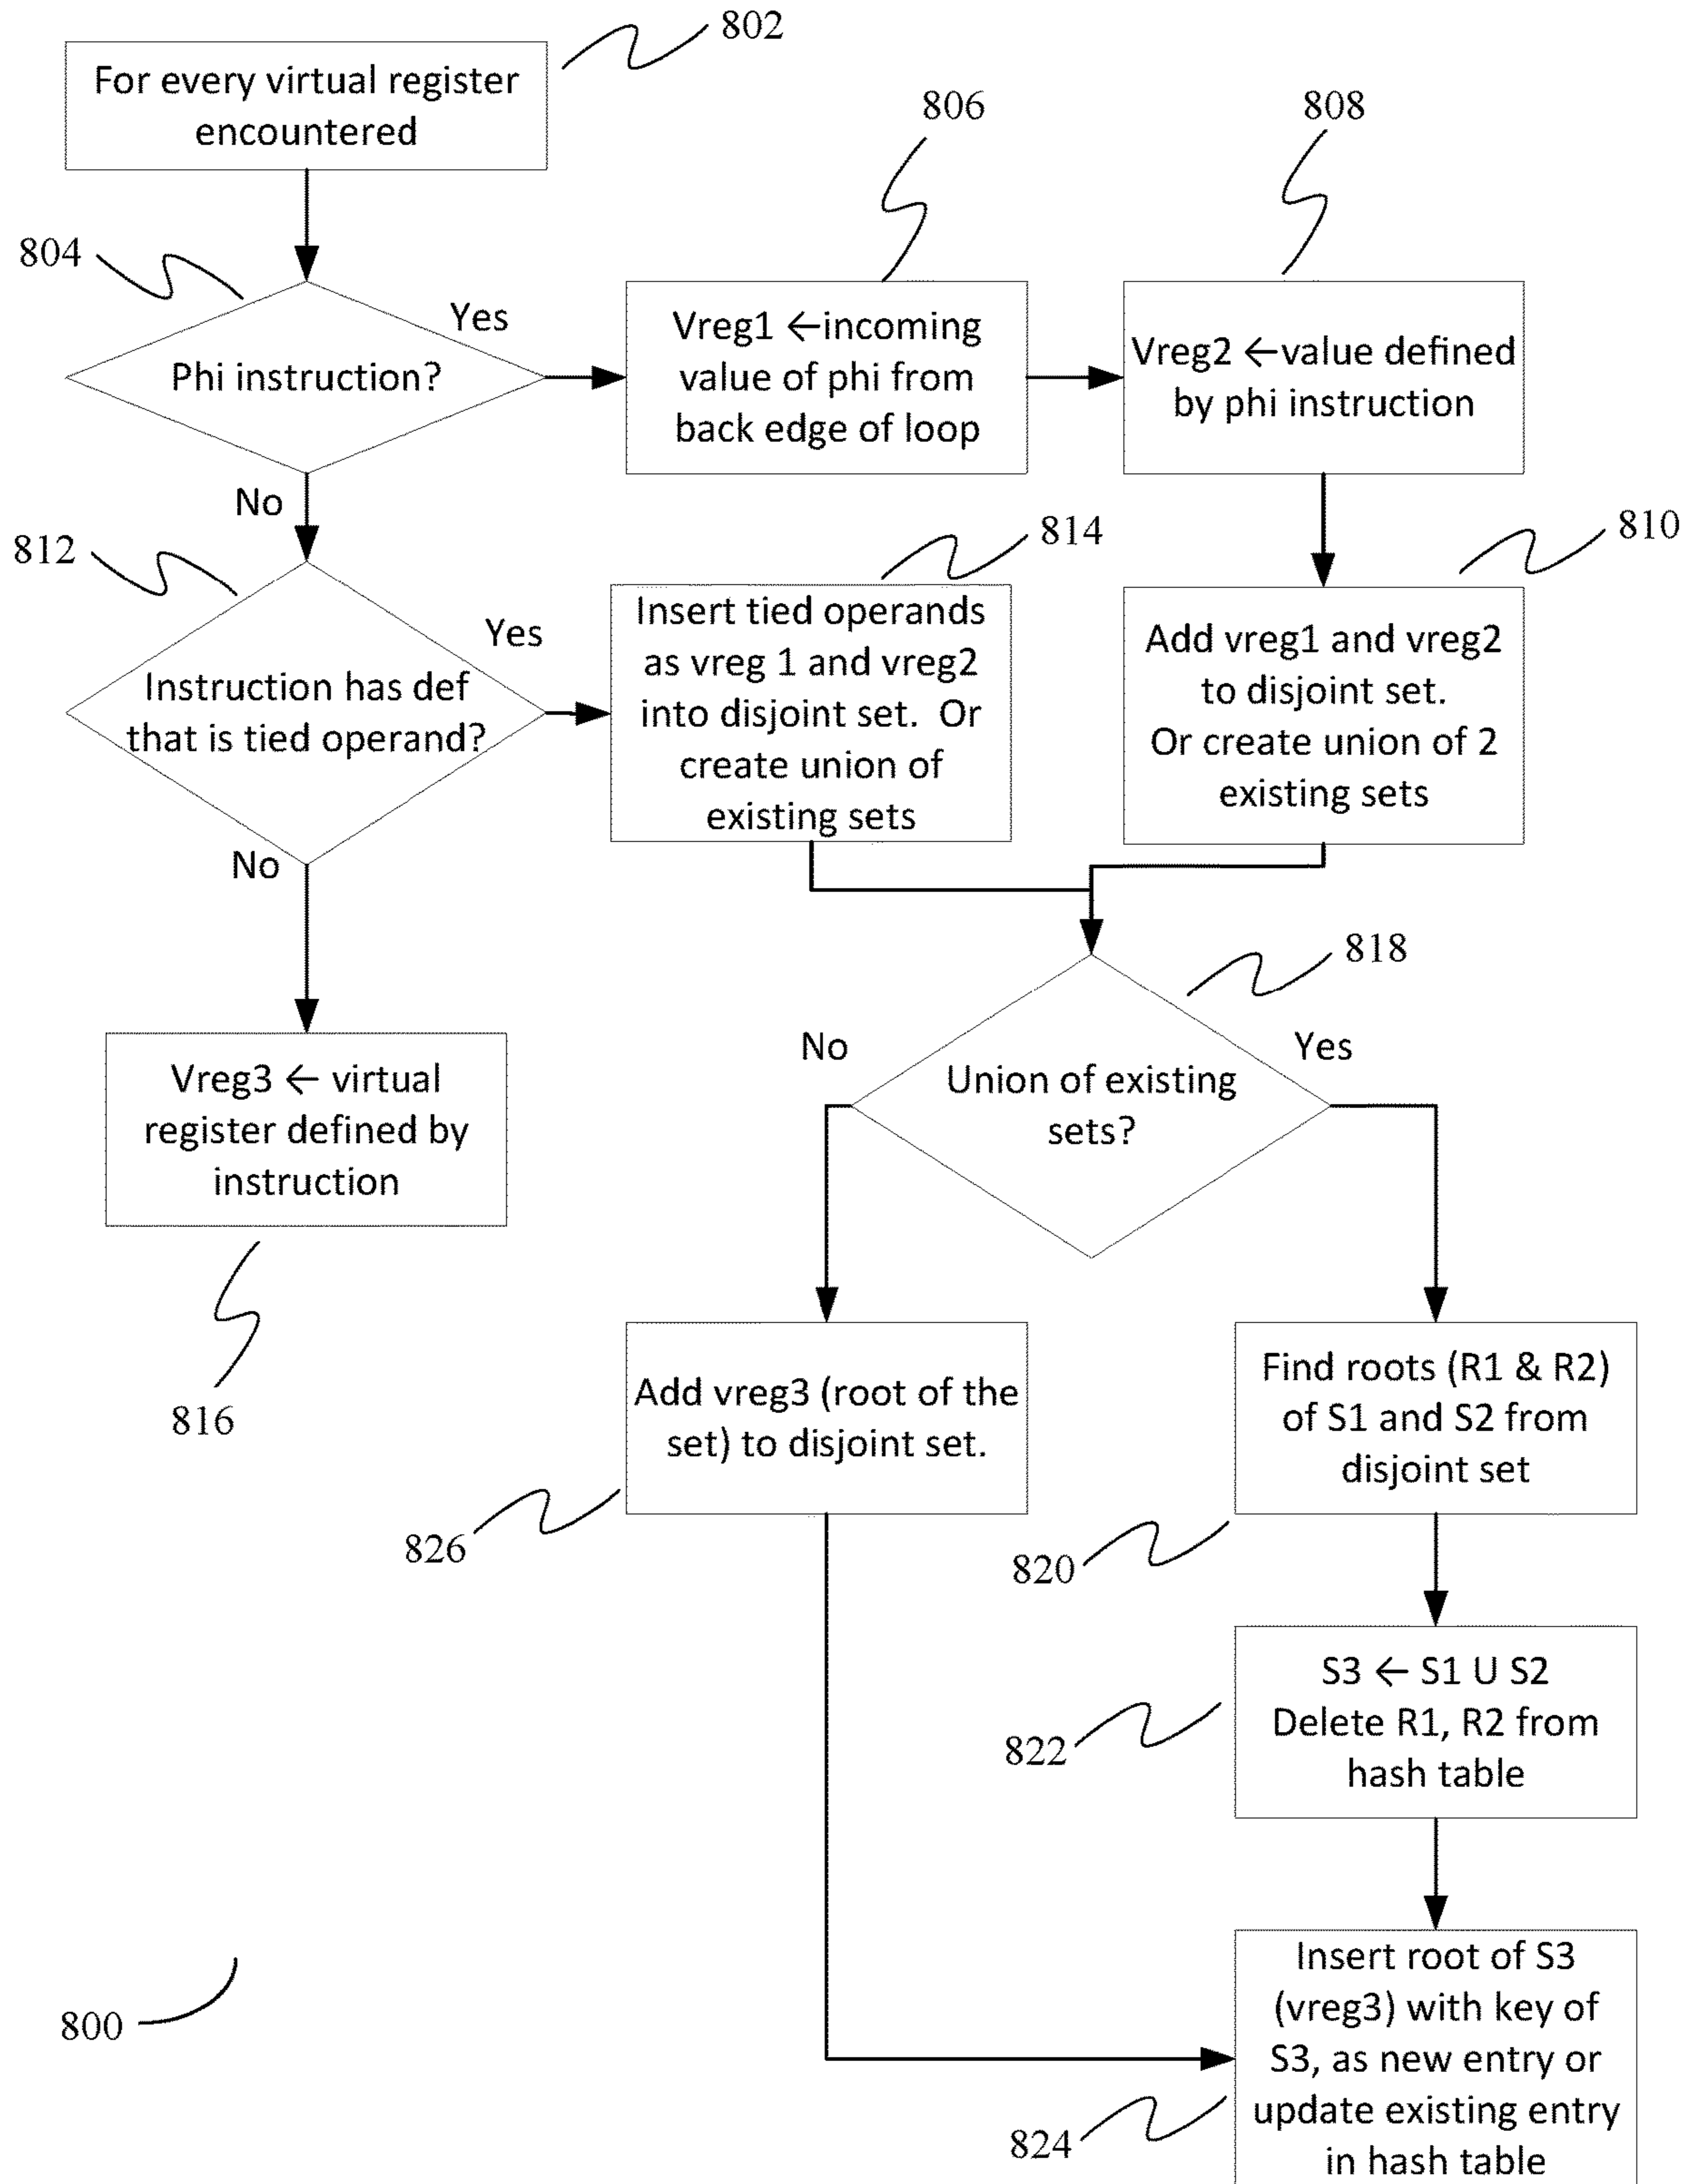 802
For every virtual register
encountered
806
808
804
Yes
Phi instruction?
Vreg1 ←incoming
value of phi from
back edge of loop
Vreg2 ←value defined
by phi instruction
No
812
814
810
Yes
Instruction has def
that is tied operand?
Insert tied operands
as vreg 1 and vreg2
into disjoint set. Or
create union of
existing sets
Add vreg1 and vreg2
to disjoint set.
Or create union of 2
existing sets
No
818
No
Yes
Union of existing
sets?
Vreg3 ← virtual
register defined by
instruction
816
Add vreg3 (root of the
set) to disjoint set.
826
Find roots (R1 & R2)
of S1 and S2 from
disjoint set
820
S3 ← S1 U S2
Delete R1, R2 from
hash table
822
Insert root of S3
(vreg3) with key of
S3, as new entry or
update existing entry
in hash table
824
800